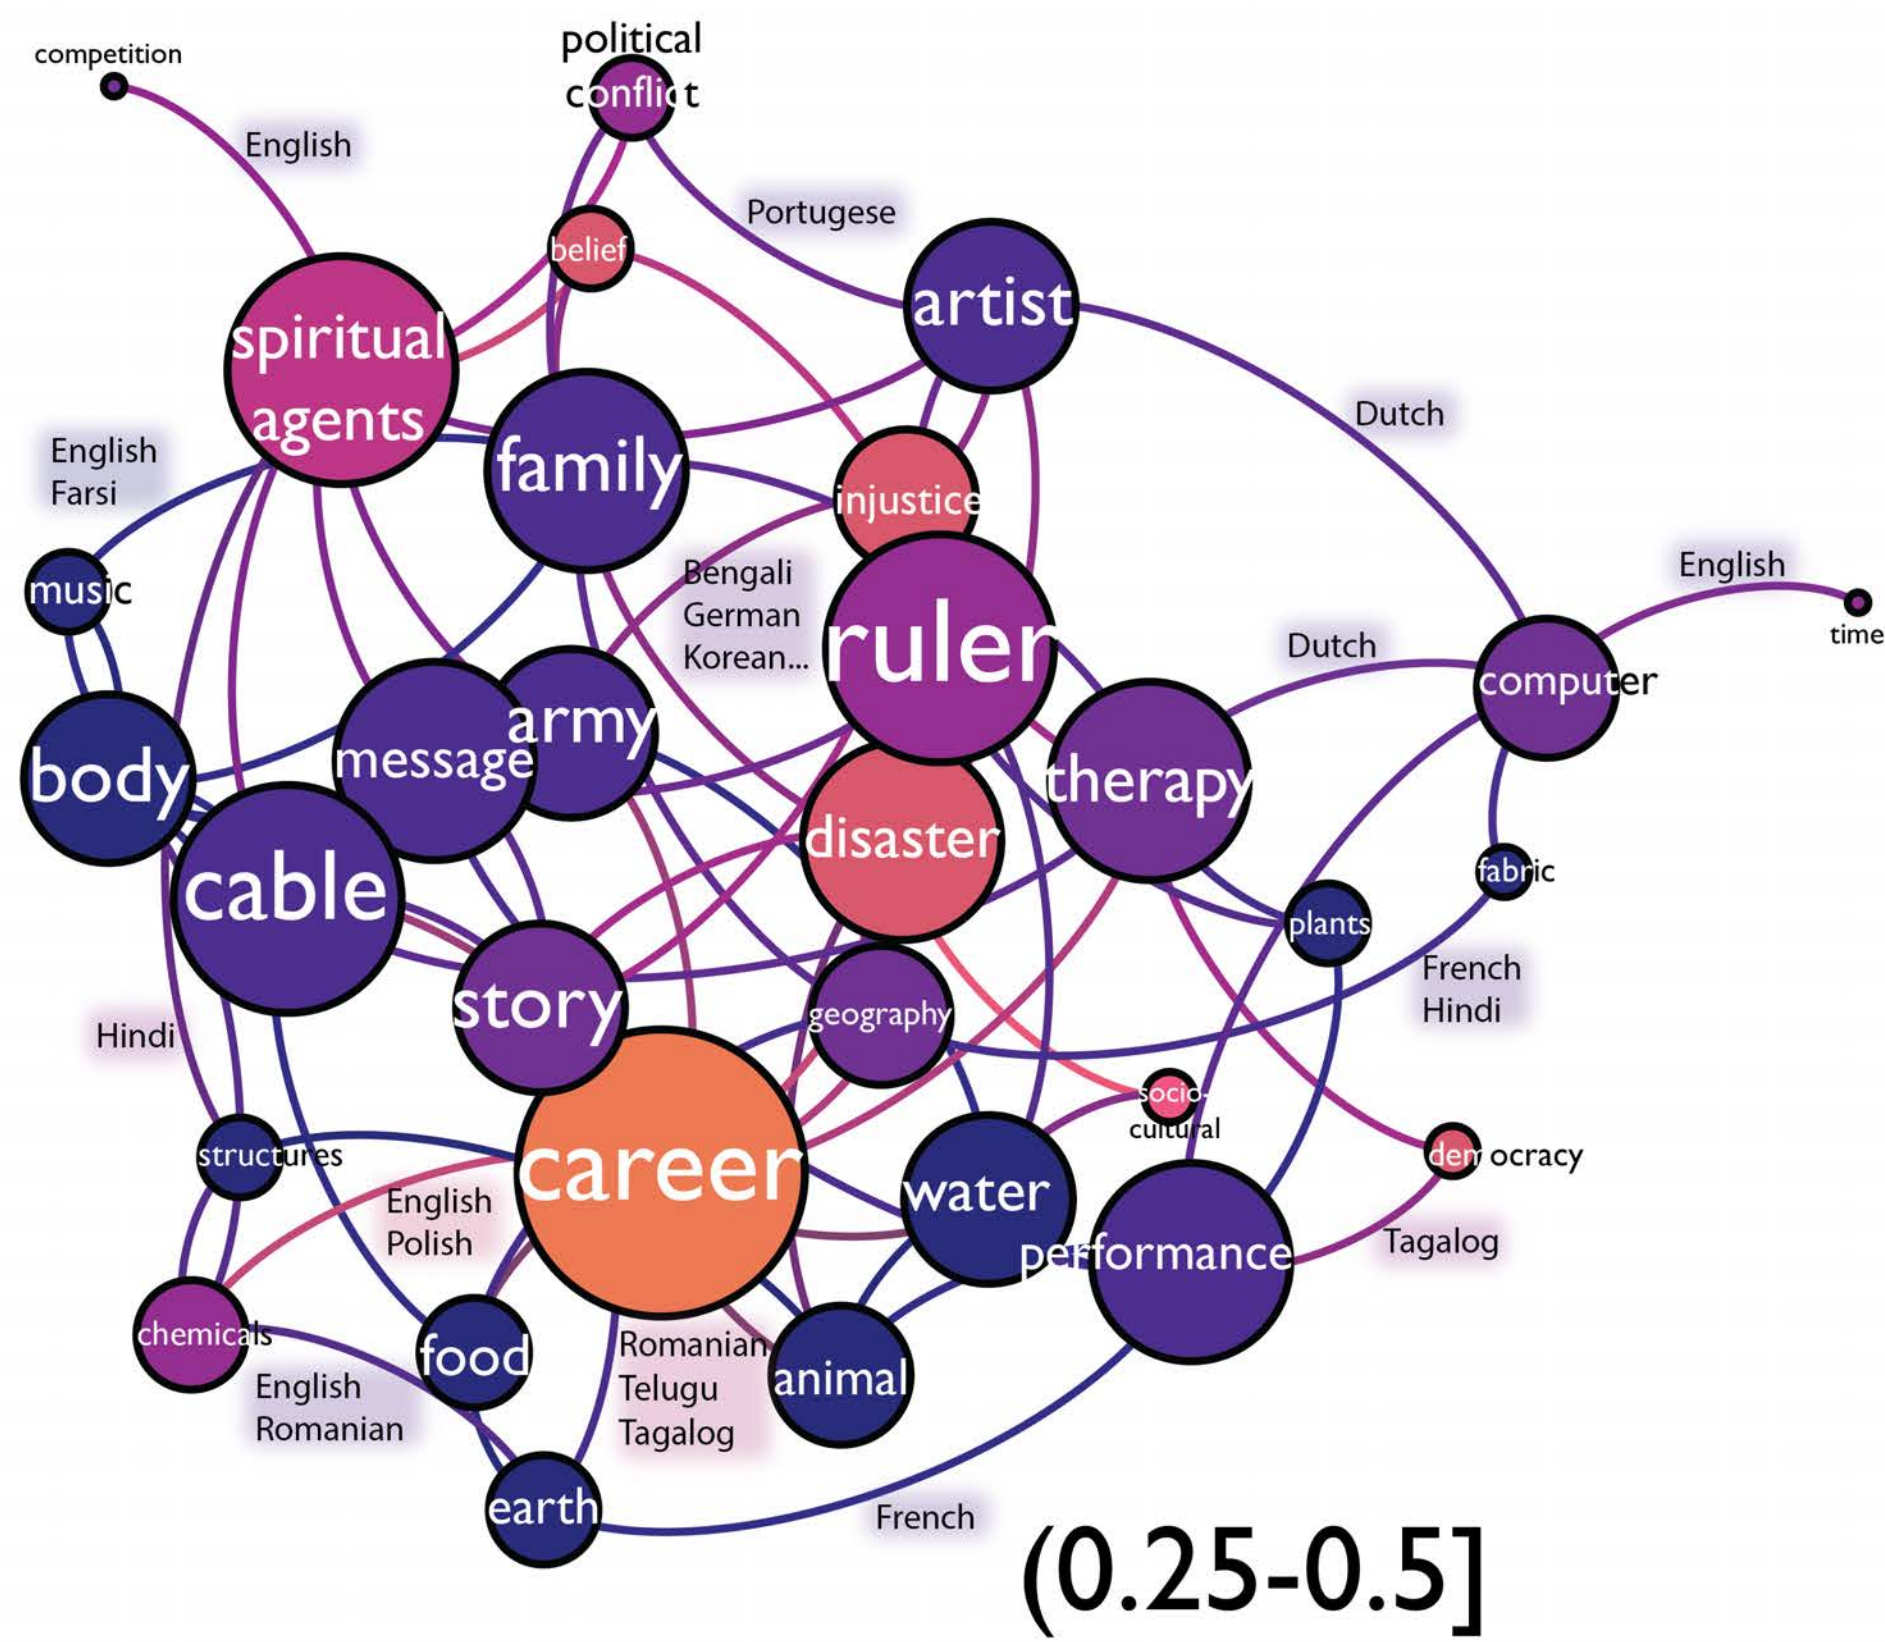 competition
political
conflict
English
belief
Portugese
artist
spiritual
agents
Dutch
English
Farsi
family
injustice
Bengali
German
Korean...
English
music
ruler
time
Dutch
computer
army
message
body
therapy
disaster
cable
fabric
plants
French
Hindi
story
geography
Hindi
socio-
cultural
structures
democracy
career
English
Polish
water
performance
Tagalog
chemicals
food
Romanian
Telugu
Tagalog
animal
English
Romanian
earth
French
(0.25-0.5]